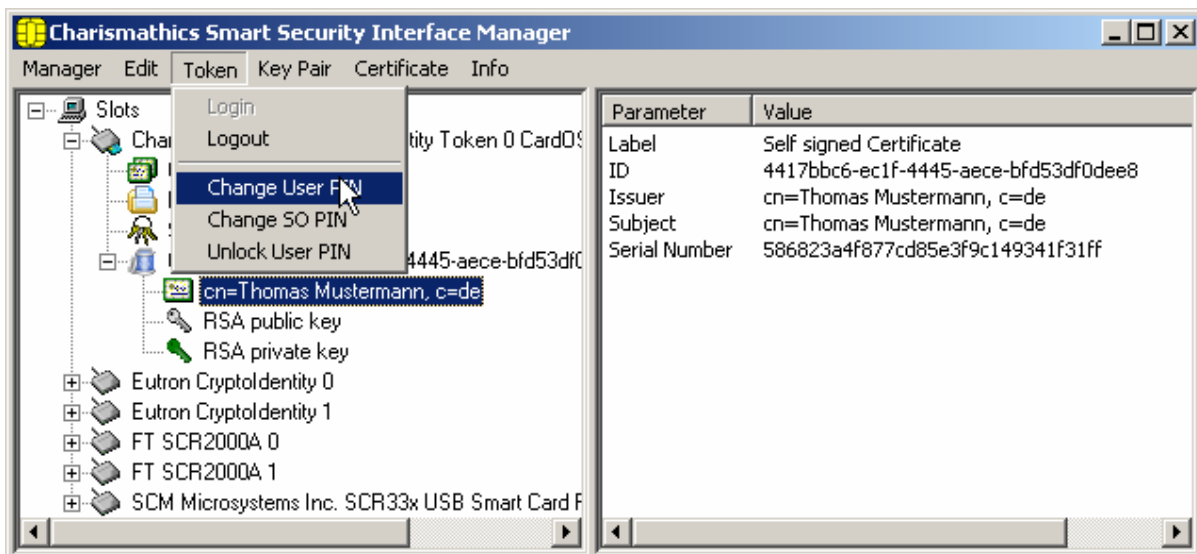 Charismathics Smart Security Interface Manager
Manager Edit Token Key Pair Certificate Info
Slots
Login
Logout
Change User PIN
Change SO PIN
Unlock User PIN
Token 0
4445-aece-bfd53df
cn=Thomas Mustermann, c=de
RSA public key
RSA private key
Eutron CryptoIdentity 0
Eutron CryptoIdentity 1
FT SCR2000A 0
FT SCR2000A 1
SCM Microsystems Inc. SCR33x USB Smart Card
Parameter Value
Label Self signed Certificate
ID 4417bbc6-ec1f-4445-aece-bfd53df0dee8
Issuer cn=Thomas Mustermann, c=de
Subject cn=Thomas Mustermann, c=de
Serial Number 586823a4f877cd85e3f9c149341f31ff